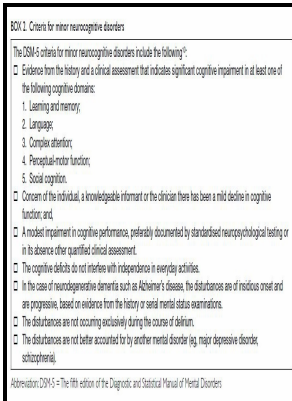 BOX 2. Criteria for minor neurocognitive disorders
The DSM-5 criteria for minor neurocognitive disorders include the following¹⁵:
□ Evidence from the history and a clinical assessment that indicates significant cognitive impairment in at least one of
the following cognitive domains:
1. Learning and memory;
2. Language;
3. Complex attention;
4. Perceptual-motor function;
5. Social cognition.
□ Concern of the individual, a knowledgeable informant or the clinician there has been a mild decline in cognitive
function; and,
□ A modest impairment in cognitive performance, preferably documented by standardised neuropsychological testing or
in its absence other quantified clinical assessment.
□ The cognitive deficits do not interfere with independence in everyday activities.
□ In the case of neurodegenerative dementia such as Alzheimer's disease, the disturbances are of insidious onset and
are progressive, based on evidence from the history or serial mental status examinations.
□ The disturbances are not occurring exclusively during the course of delirium.
□ The disturbances are not better accounted for by another mental disorder (eg, major depressive disorder,
schizophrenia).
Abbreviation: DSM-5 = The fifth edition of the Diagnostic and Statistical Manual of Mental Disorders